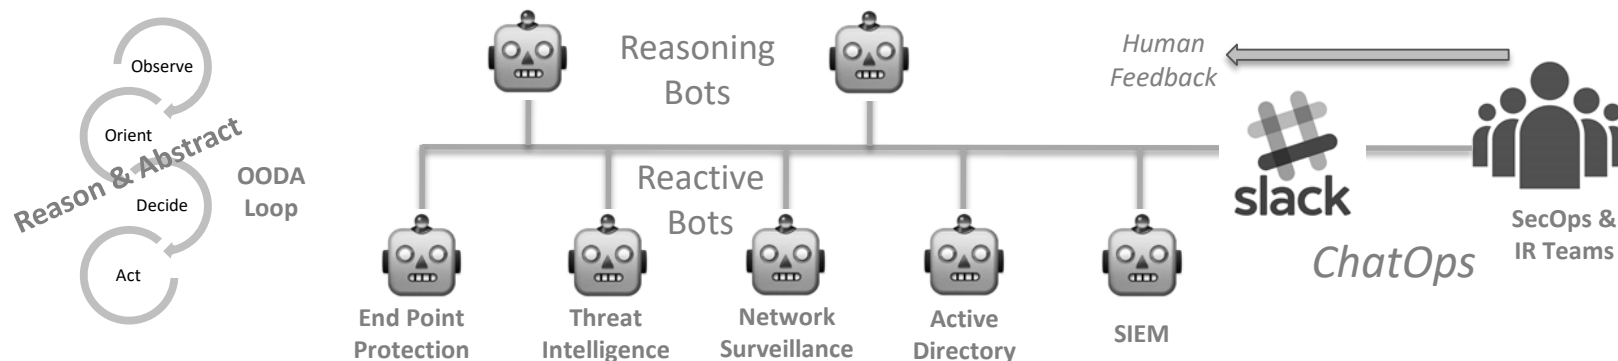 Observe
Orient
Reason & Abstract
Decide
Act
OODA
Loop
Reasoning
Bots
Reactive
Bots
End Point
Protection
Threat
Intelligence
Network
Surveillance
Active
Directory
SIEM
Human
Feedback
slack
ChatOps
SecOps &
IR Teams